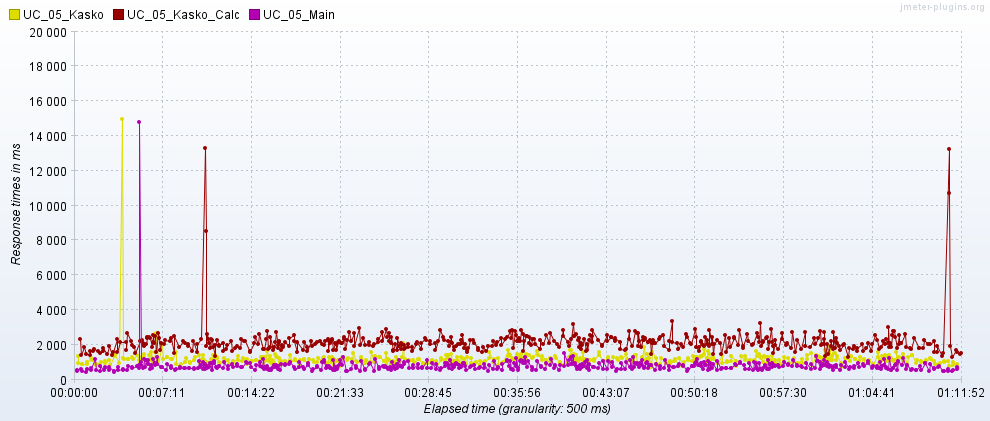 UC_05_Kasko UC_05_Kasko_Calc UC_05_Main
jmeter-plugins.org
20 000
18 000
16 000
14 000
12 000
10 000
8 000
6 000
4 000
2 000
0
Response times in ms
00:00:00 00:07:11 00:14:22 00:21:33 00:28:45 00:35:56 00:43:07 00:50:18 00:57:30 01:04:41 01:11:52
Elapsed time (granularity: 500 ms)